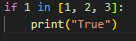 if 1 in [1, 2, 3]:
    print("True")